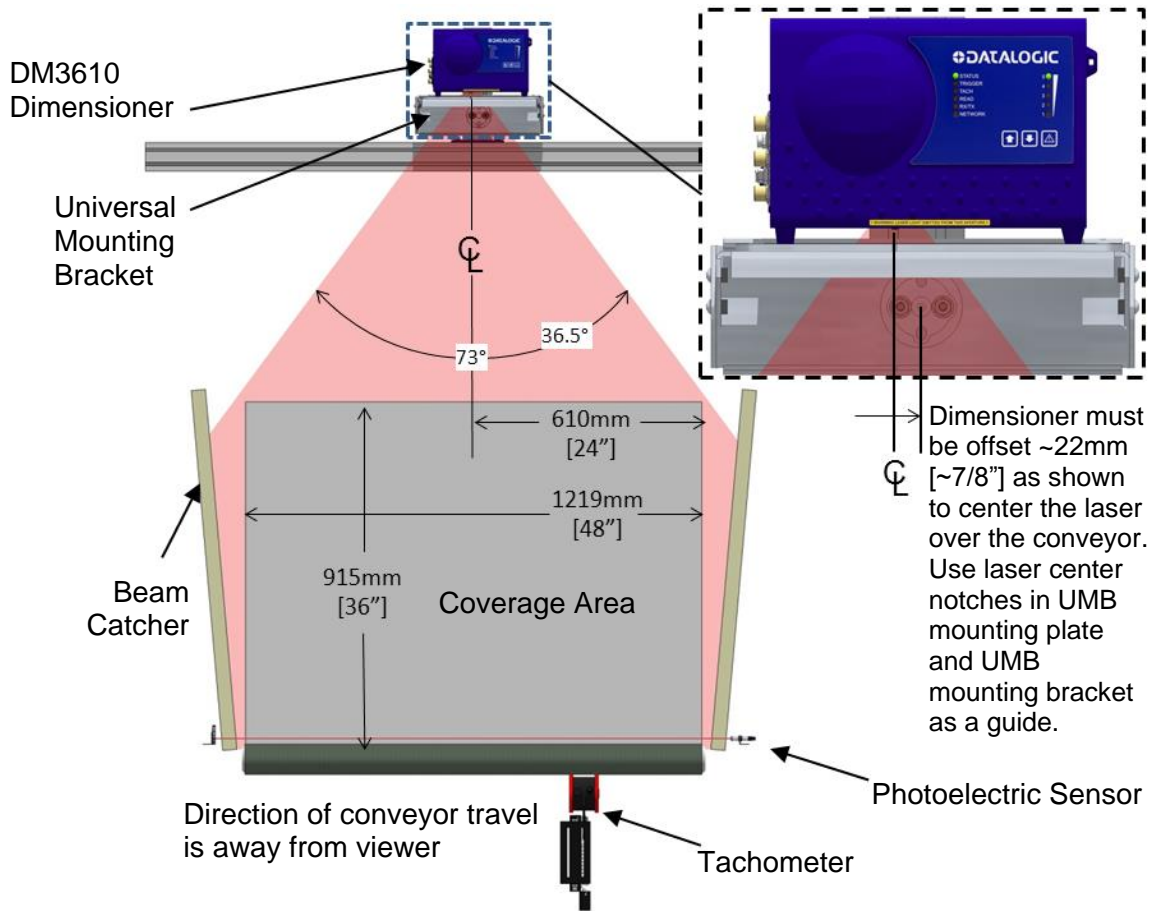 DM3610
Dimensioner
Universal
Mounting
Bracket
℄
36.5°
73°
610mm
[24”]
1219mm
[48”]
915mm
[36”]
Coverage Area
Beam
Catcher
Direction of conveyor travel
is away from viewer
Tachometer
Photoelectric Sensor
DATALOGIC
DATALOGIC
STATUS
TRIGGER
TACH
READ
RX/TX
NETWORK
℄
Dimensioner must
be offset ~22mm
[~7/8”] as shown
to center the laser
over the conveyor.
Use laser center
notches in UMB
mounting plate
and UMB
mounting bracket
as a guide.